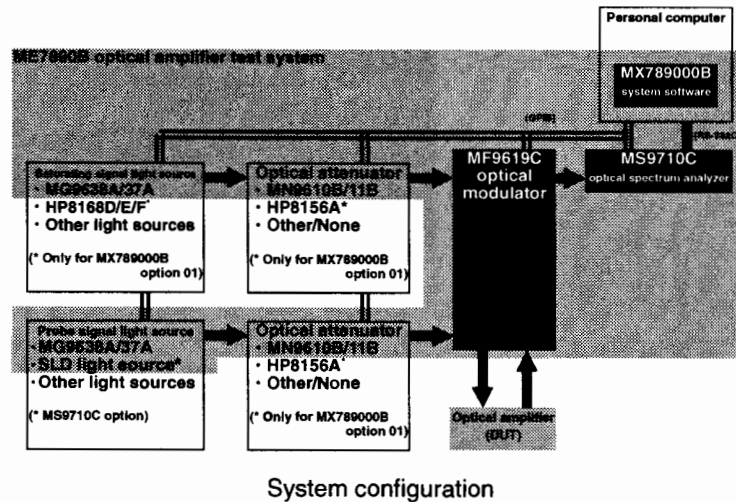 Personal computer
ME7890B optical amplifier test system
MX789000B
system software
(GPIB)
(RS-232C)
Saturating signal light source
· MG9638A/37A
· HP8168D/E/F*
· Other light sources
(* Only for MX789000B
option 01)
Optical attenuator
· MN9610B/11B
· HP8156A*
· Other/None
(* Only for MX789000B
option 01)
MF9619C
optical
modulator
MS9710C
optical spectrum analyzer
Probe signal light source
· MG9638A/37A
· SLD light source*
· Other light sources
(* MS9710C option)
Optical attenuator
· MN9610B/11B
· HP8156A*
· Other/None
(* Only for MX789000B
option 01)
Optical amplifier
(DUT)
System configuration